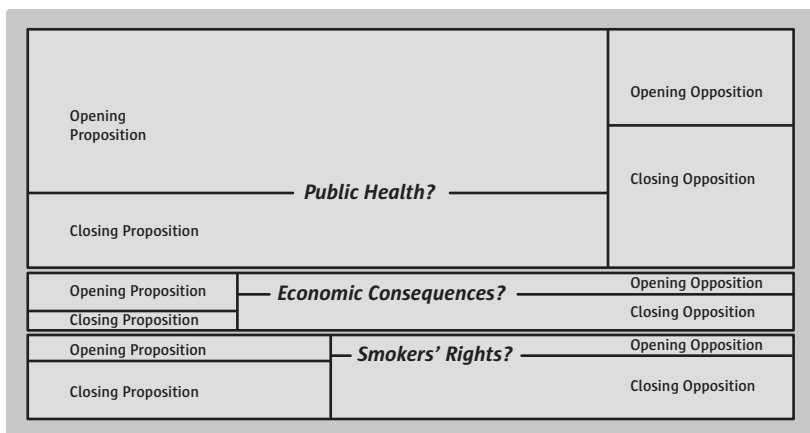 Opening
Proposition
Opening Opposition
Public Health?
Closing Opposition
Closing Proposition
Opening Proposition
Economic Consequences?
Opening Opposition
Closing Proposition
Closing Opposition
Opening Proposition
Smokers’ Rights?
Opening Opposition
Closing Proposition
Closing Opposition